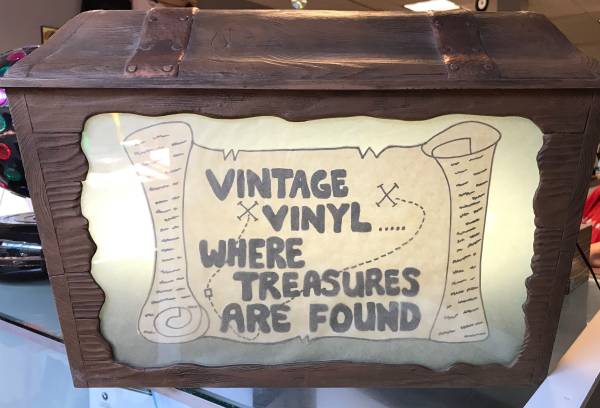 VINTAGE
VINYL.....
WHERE
TREASURES
ARE FOUND